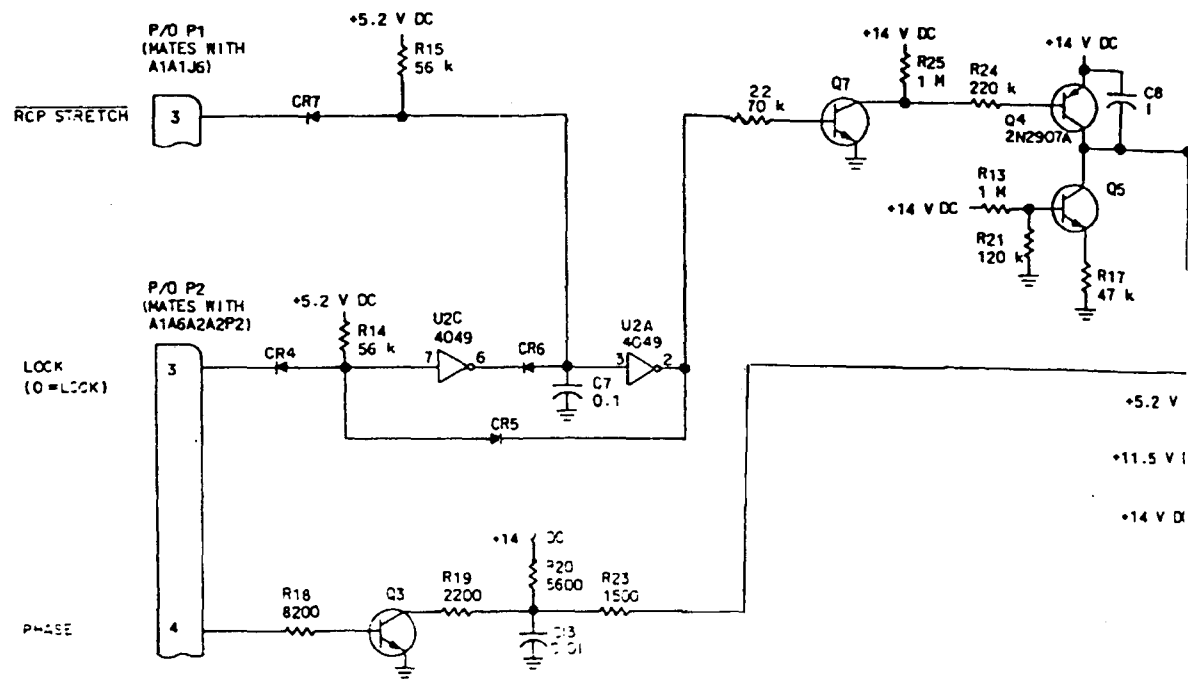 P/O P1
(MATES WITH
A1A1J6)
+5.2 V DC
R15
56 k
CR7
RCP STRETCH
3
+14 V DC
R25
1 M
R24
220 k
+14 V DC
C8
1
Q7
22
70 k
Q4
2N2907A
R13
1 M
Q5
+14 V DC
R21
120 k
R17
47 k
P/O P2
(MATES WITH
A1A6A2A2P2)
+5.2 V DC
R14
56 k
U2C
4049
U2A
4049
CR4
7
6
CR6
3
2
LOCK
(0=LOCK)
3
C7
0.1
CR5
+5.2 V
+11.5 V
+14 V
+14 DC
R20
5600
R18
8200
Q3
R19
2200
R23
1500
PHASE
4